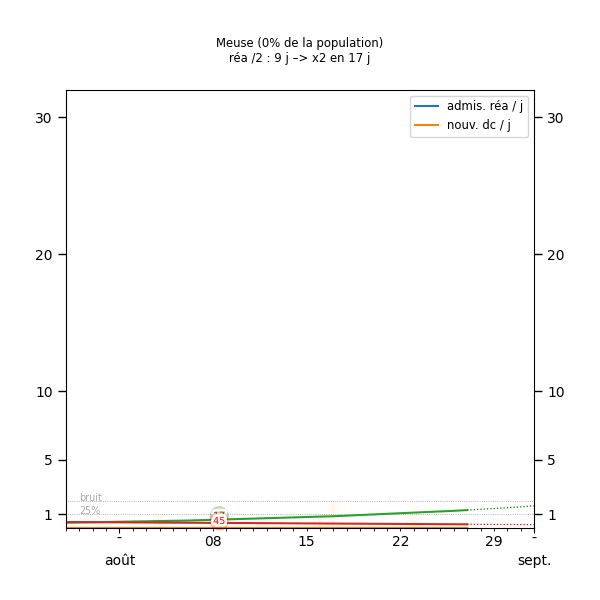 Meuse (0% de la population)
réa /2 : 9 j –> x2 en 17 j
admis. réa / j
nouv. dc / j
30 30
20 20
10 10
5 5
bruit
25%
1 1
45
- 08 15 22 29 -
août sept.